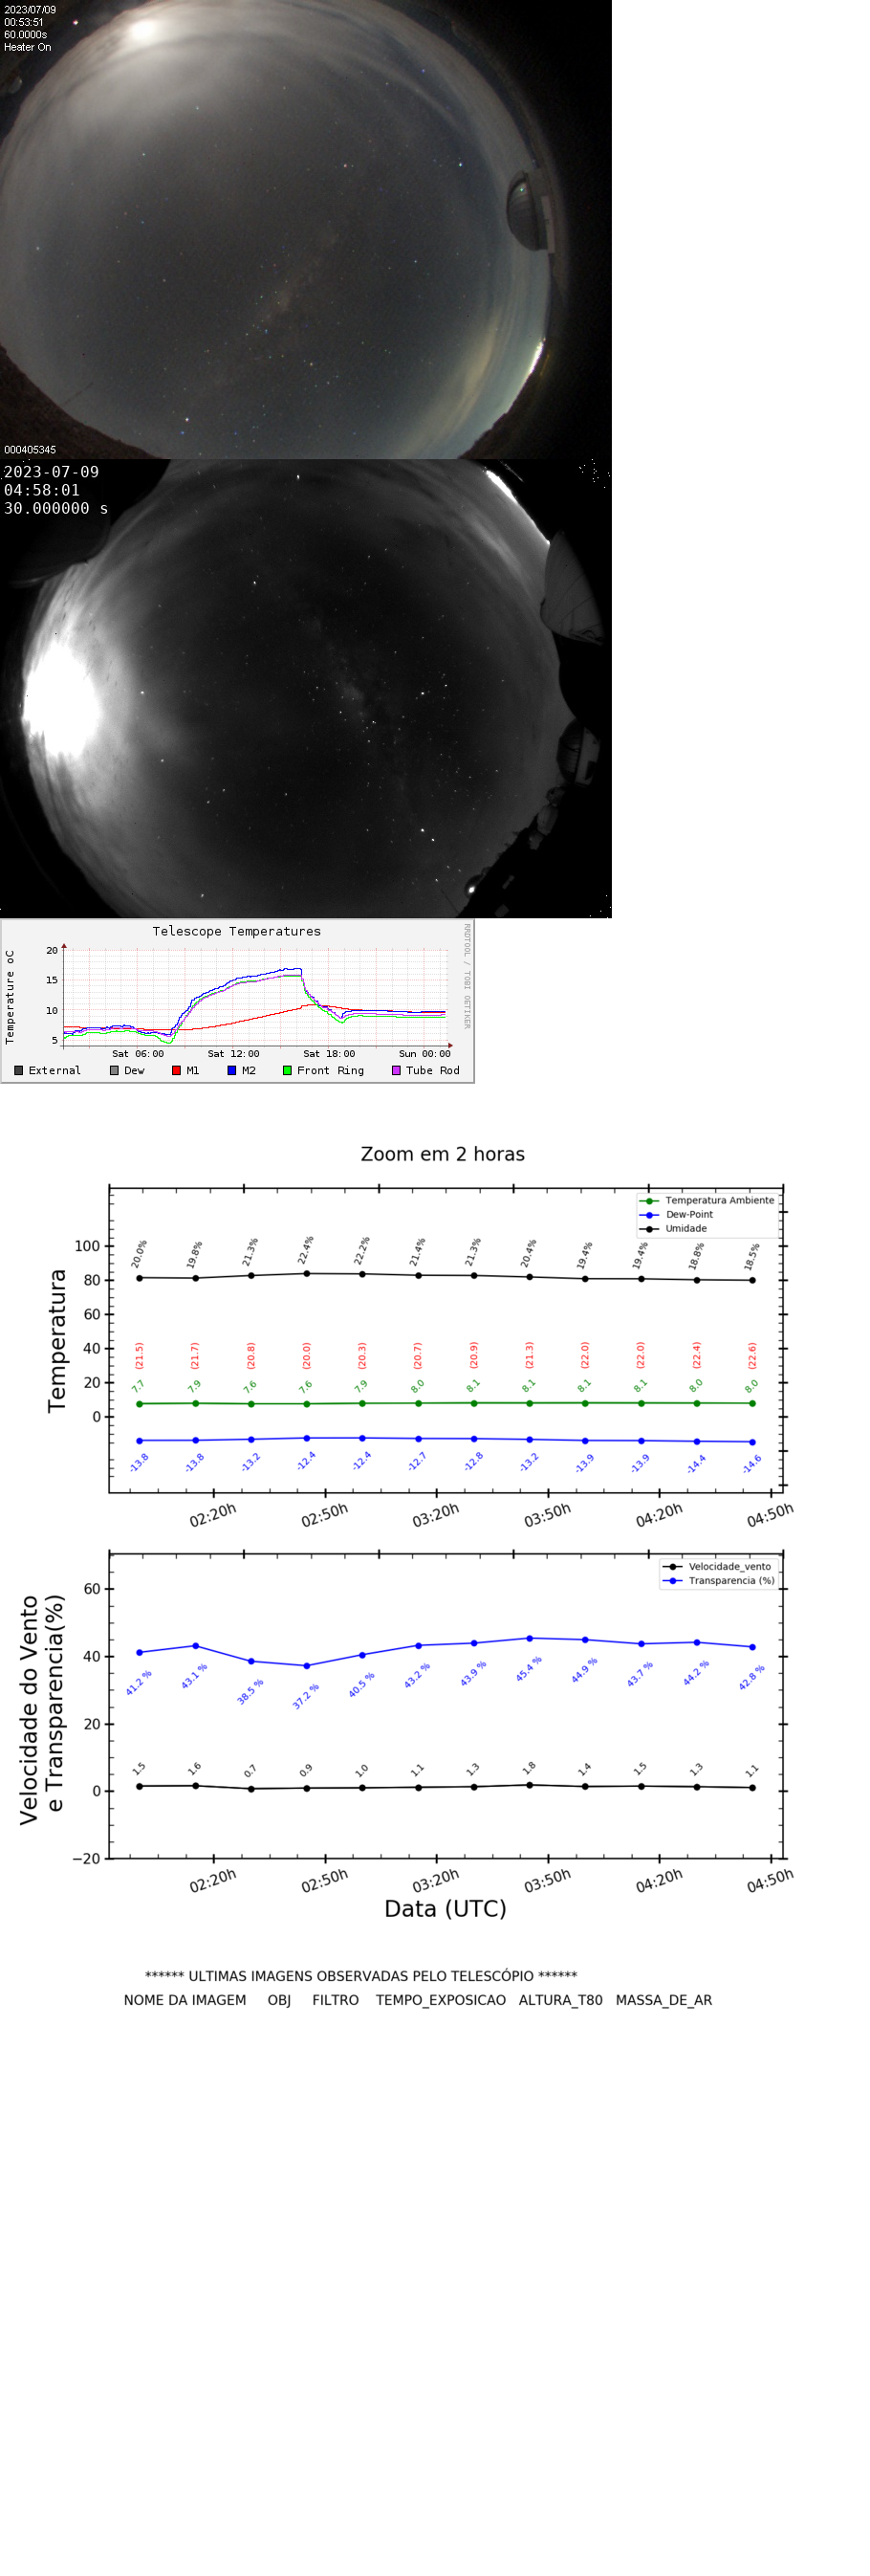 2023/07/09
00:53:51
60.0000s
Heater On
000405345
2023-07-09
04:58:01
30.000000 s
Telescope Temperatures
RRDTOOL / TOBI OETIKER
Temperature oC
20
15
10
5
Sat 06:00 Sat 12:00 Sat 18:00 Sun 00:00
External Dew M1 M2 Front Ring Tube Rod
Zoom em 2 horas
Temperatura Ambiente
Dew-Point
Umidade
Temperatura
100
80
60
40
20
0
20.0% 19.8% 21.3% 22.4% 22.2% 21.4% 21.3% 20.4% 19.4% 19.4% 18.8% 18.5%
(21.5) (21.7) (20.8) (20.0) (20.3) (20.7) (20.9) (21.3) (22.0) (22.0) (22.4) (22.6)
7.7 7.9 7.6 7.6 7.9 8.0 8.1 8.1 8.1 8.1 8.0 8.0
-13.8 -13.8 -13.2 -12.4 -12.4 -12.7 -12.8 -13.2 -13.9 -13.9 -14.4 -14.6
02:20h 02:50h 03:20h 03:50h 04:20h 04:50h
Velocidade_vento
Transparencia (%)
Velocidade do Vento
e Transparencia(%)
60
40
20
0
−20
41.2 % 43.1 % 38.5 % 37.2 % 40.5 % 43.2 % 43.9 % 45.4 % 44.9 % 43.7 % 44.2 % 42.8 %
1.5 1.6 0.7 0.9 1.0 1.1 1.3 1.8 1.4 1.5 1.3 1.1
02:20h 02:50h 03:20h 03:50h 04:20h 04:50h
Data (UTC)
****** ULTIMAS IMAGENS OBSERVADAS PELO TELESCÓPIO ******
NOME DA IMAGEM OBJ FILTRO TEMPO_EXPOSICAO ALTURA_T80 MASSA_DE_AR